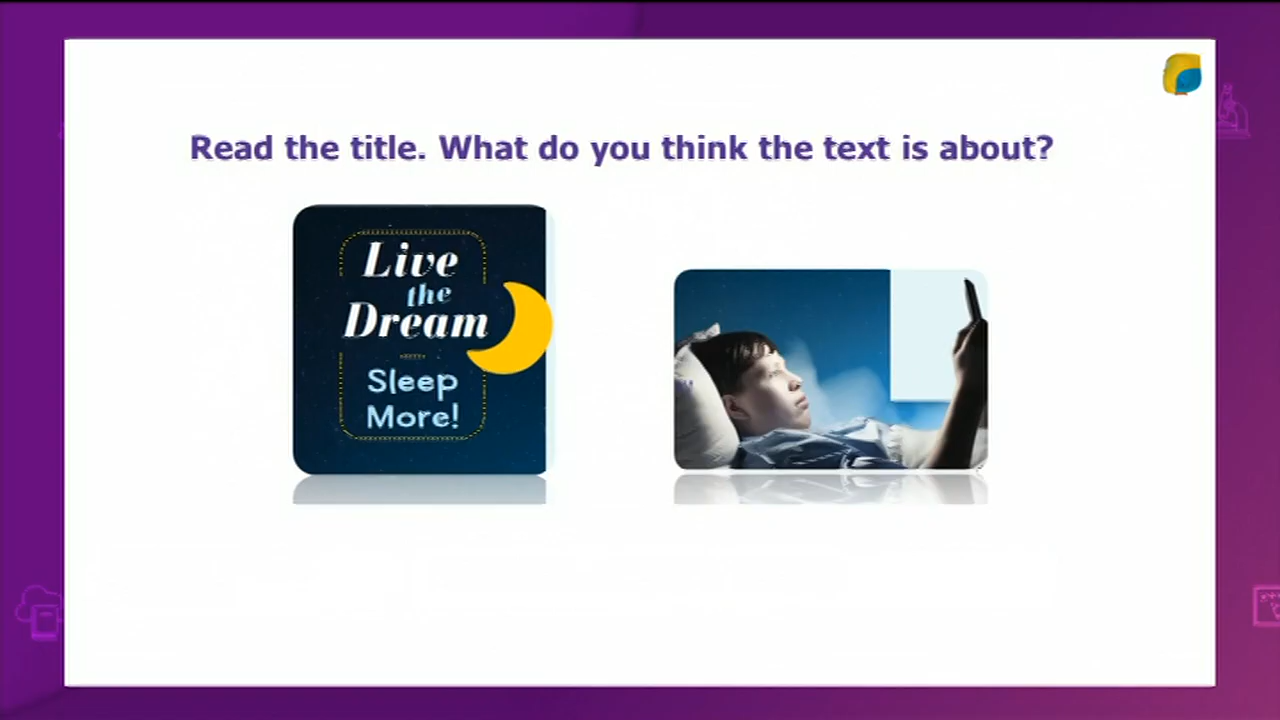 Read the title. What do you think the text is about?
Live
the
Dream
Sleep
More!